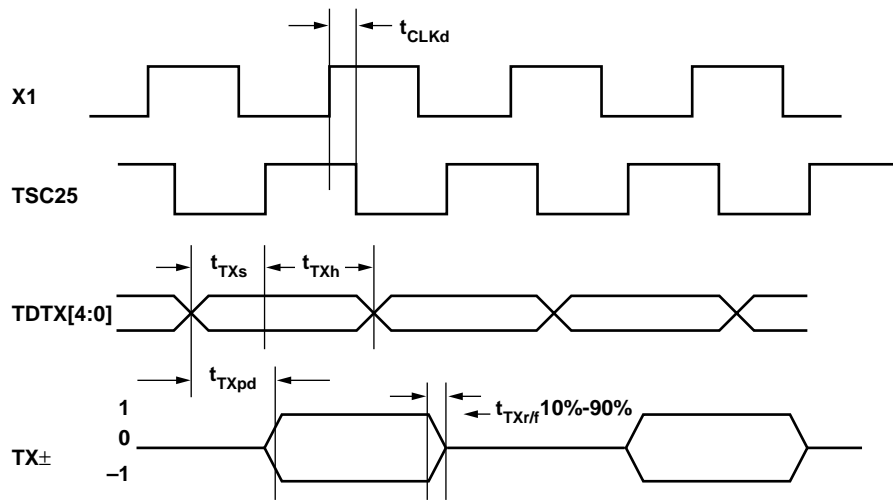 tCLKd
X1
TSC25
tTXs
tTXh
TDTX[4:0]
tTXpd
1
0
–1
tTXr/f 10%-90%
TX±